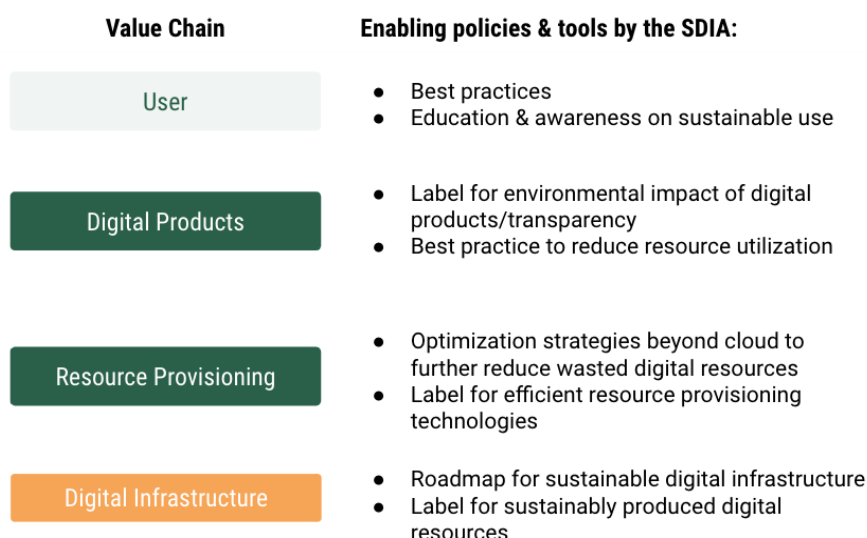 Value Chain
Enabling policies & tools by the SDIA:
User
● Best practices
● Education & awareness on sustainable use
Digital Products
● Label for environmental impact of digital
products/transparency
● Best practice to reduce resource utilization
Resource Provisioning
● Optimization strategies beyond cloud to
further reduce wasted digital resources
● Label for efficient resource provisioning
technologies
Digital Infrastructure
● Roadmap for sustainable digital infrastructure
● Label for sustainably produced digital
resources